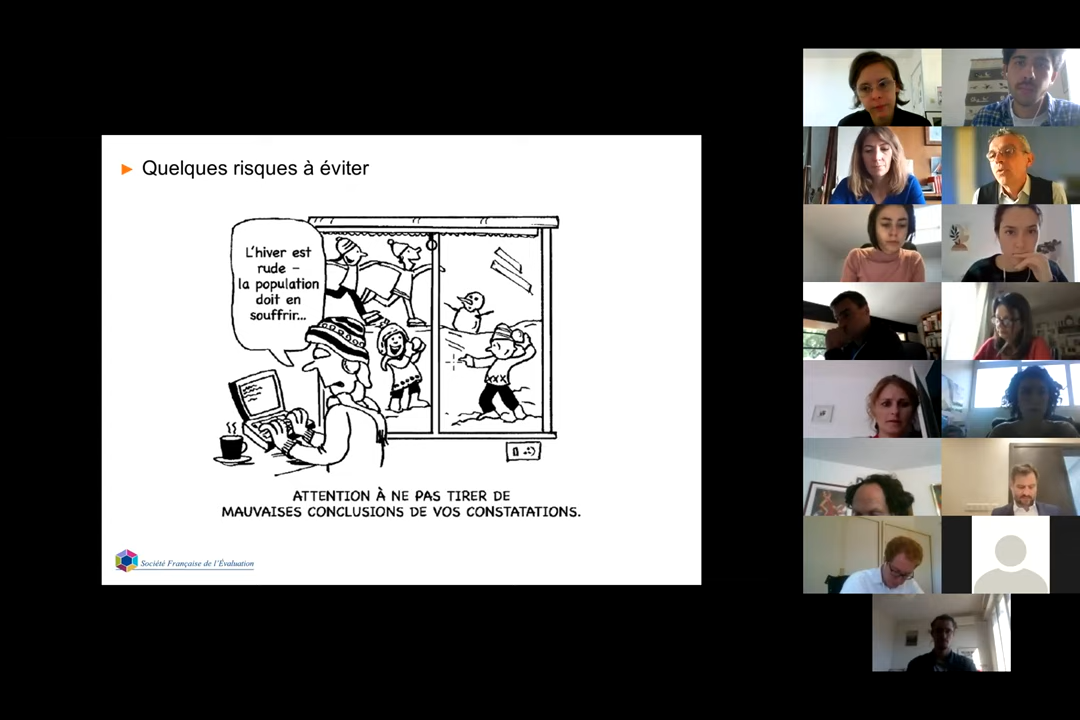 Quelques risques à éviter
L'hiver est
rude –
la population
doit en
souffrir...
ATTENTION À NE PAS TIRER DE
MAUVAISES CONCLUSIONS DE VOS CONSTATATIONS.
Société Française de l'Évaluation